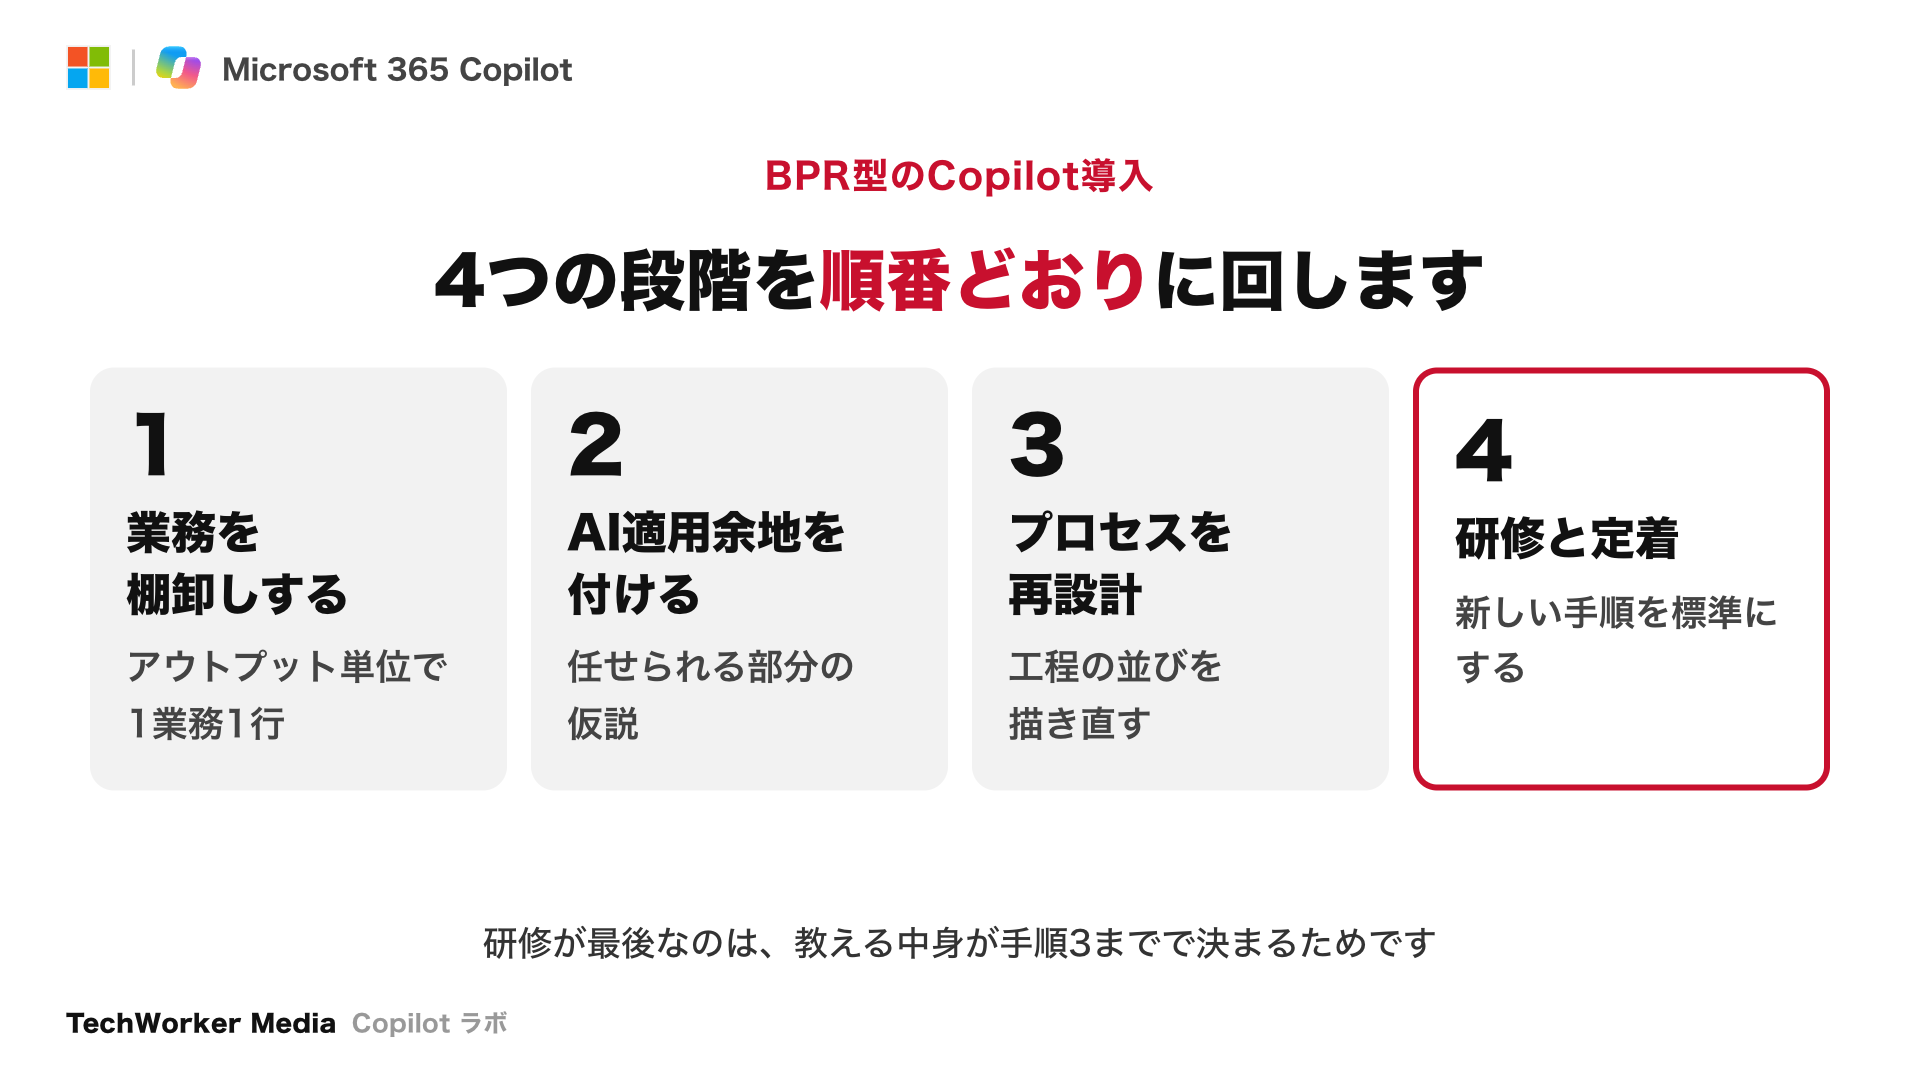 Microsoft 365 Copilot
BPR型のCopilot導入
4つの段階を順番どおりに回します
1
業務を
棚卸しする
アウトプット単位で
1業務1行
2
AI適用余地を
付ける
任せられる部分の
仮説
3
プロセスを
再設計
工程の並びを
描き直す
4
研修と定着
新しい手順を標準に
する
研修が最後なのは、教える中身が手順3までで決まるためです
TechWorker Media Copilot ラボ